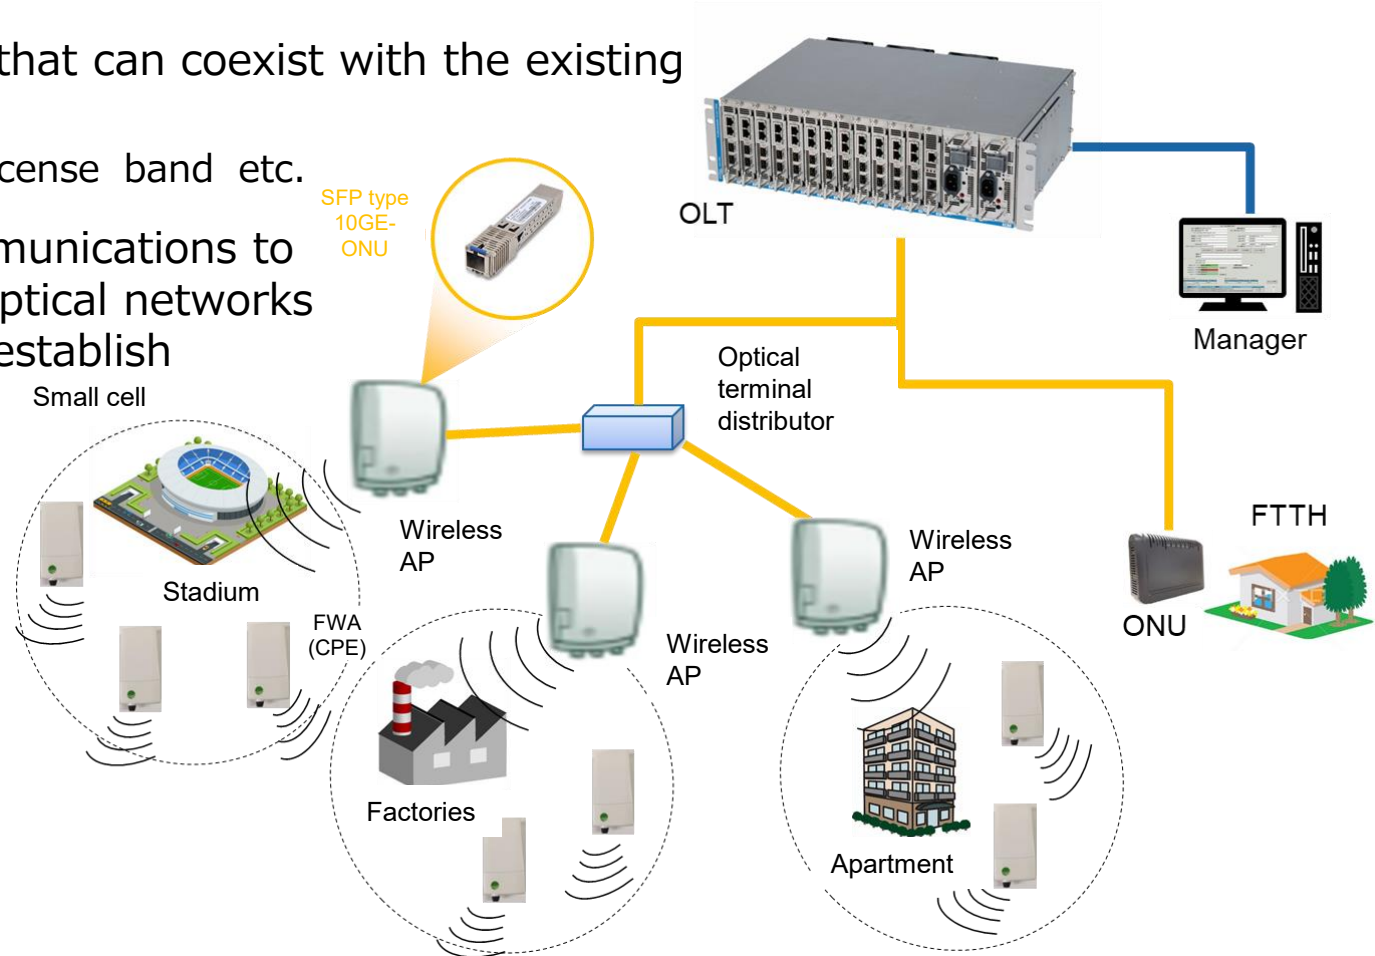 that can coexist with the existing
cense band etc.
SFP type
10GE-
ONU
OLT
munications to
ptical networks
establish
Manager
Optical
terminal
distributor
Small cell
Wireless
AP
FTTH
Wireless
AP
Stadium
FWA
(CPE)
ONU
Wireless
AP
Factories
Apartment